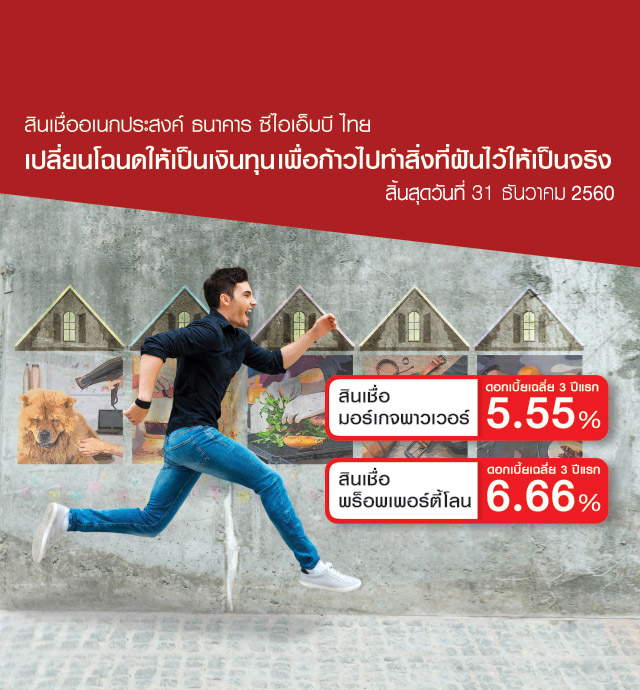 สินเชื่ออเนกประสงค์ ธนาคาร ซีไอเอ็มบี ไทย
เปลี่ยนโฉนดให้เป็นเงินทุนเพื่อก้าวไปทำสิ่งที่ฝันไว้ให้เป็นจริง
สิ้นสุดวันที่ 31 ธันวาคม 2560
สินเชื่อ
มอร์เกจพาวเวอร์
ดอกเบี้ยเฉลี่ย 3 ปีแรก
5.55%
สินเชื่อ
พร็อพเพอร์ตี้โลน
ดอกเบี้ยเฉลี่ย 3 ปีแรก
6.66%